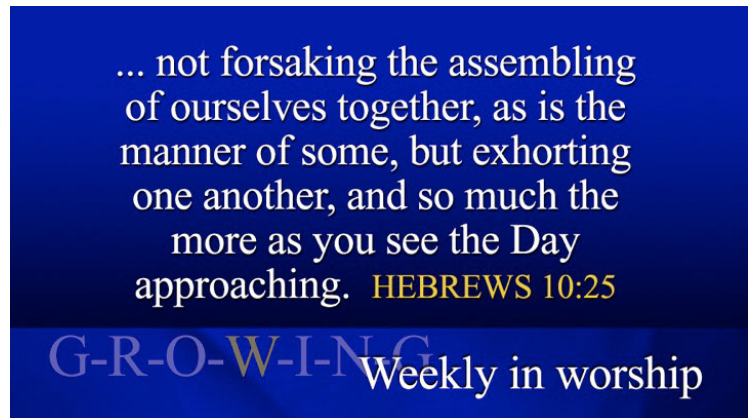 ... not forsaking the assembling
of ourselves together, as is the
manner of some, but exhorting
one another, and so much the
more as you see the Day
approaching. HEBREWS 10:25
G-R-O-W-I-N-G
Weekly in worship